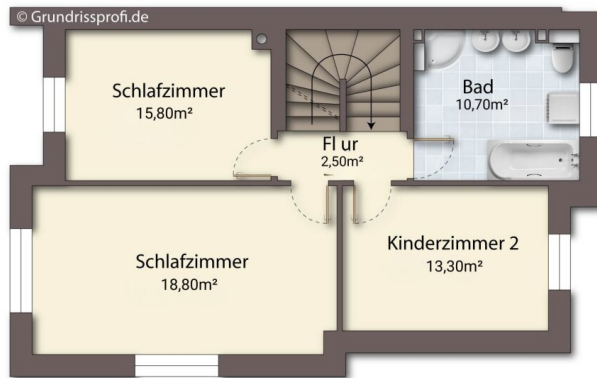 © Grundrissprofi.de
Schlafzimmer
15,80m²
Bad
10,70m²
Fl ur
2,50m²
Schlafzimmer
18,80m²
Kinderzimmer 2
13,30m²